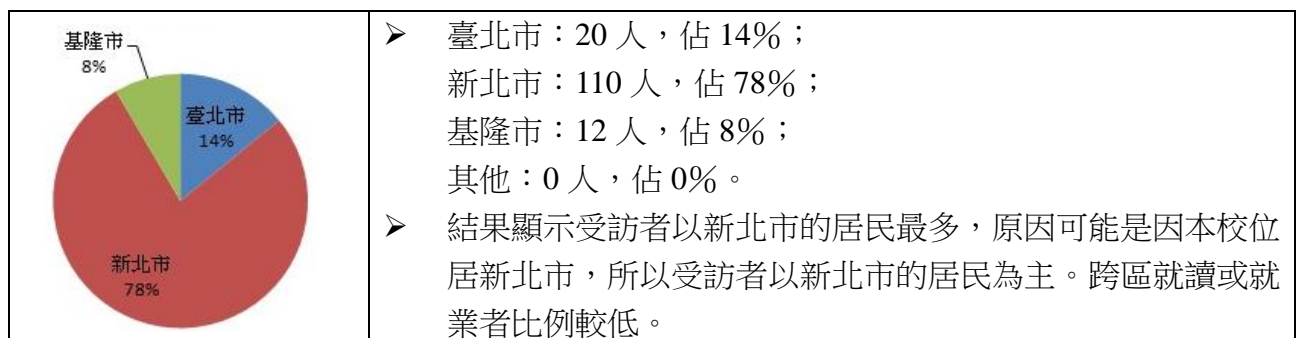 基隆市
8%
臺北市
14%
新北市
78%
➢ 臺北市：20 人，佔 14%；
新北市：110 人，佔 78%；
基隆市：12 人，佔 8%；
其他：0 人，佔 0%。
➢ 結果顯示受訪者以新北市的居民最多，原因可能是因本校位
居新北市，所以受訪者以新北市的居民為主。跨區就讀或就
業者比例較低。